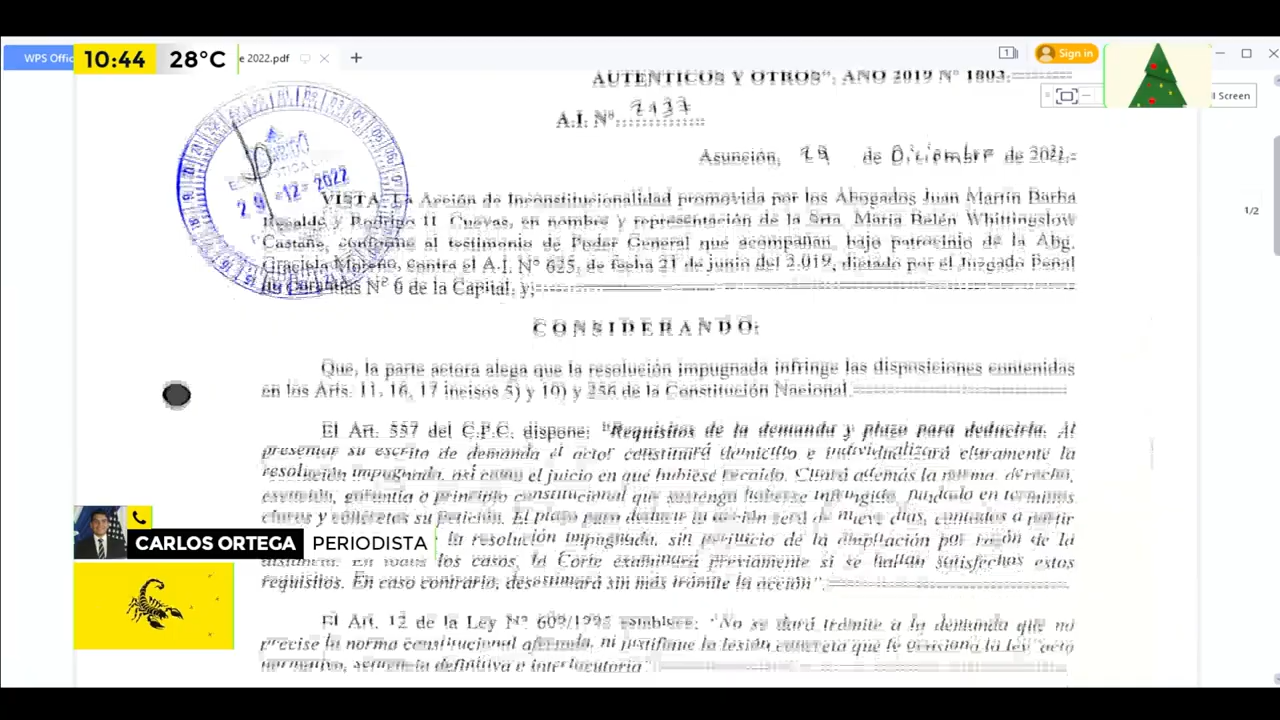 WPS Offic
10:44 28°C
e 2022.pdf
1
Sign in
l Screen
AUTENTICOS Y OTROS": AÑO 2019 N° 1803.
A.I. N°.
Asunción, 29 de Diciembre de 2022.-
29-12-2022
VISTA: La Acción de Inconstitucionalidad promovida por los Abogados Juan Martín Barba
y Rodrigo H. Cuevas, en nombre y representación de la Srta. María Belén Whittingslow
Castañe, conforme al testimonio de Poder General que acompañan, bajo patrocinio de la Abg.
Graciela Moreno, contra el A.I. N° 625, de fecha 21 de junio del 2.019, dictado por el Juzgado Penal
de Garantías N° 6 de la Capital, y;
1/2
CONSIDERANDO:
Que, la parte actora alega que la resolución impugnada infringe las disposiciones contenidas
en los Arts. 11, 16, 17 incisos 5) y 10) y 256 de la Constitución Nacional.
El Art. 557 del C.P.C. dispone: "Requisitos de la demanda y plazo para deducirla. Al
presentar su escrito de demanda el actor constituirá domicilio e individualizará claramente la
resolución impugnada, así como el juicio en que hubiese recaído. Citará además la norma, derecho,
exención, garantía o principio constitucional que sostenga haberse infringido, fundado en términos
claros y concretos su petición. El plazo para deducir la acción será de nueve días, contados a partir
la resolución impugnada, sin perjuicio de la ampliación por razón de la
distancia. En todos los casos, la Corte examinará previamente si se hallan satisfechos estos
requisitos. En caso contrario, desestimará sin más trámite la acción".
CARLOS ORTEGA PERIODISTA
El Art. 12 de la Ley N° 609/1995 establece: "No se dará trámite a la demanda que no
precise la norma constitucional afectada, ni justifique la lesión concreta que le ocasiona la ley acto
normativo, sentencia definitiva e interlocutoria"